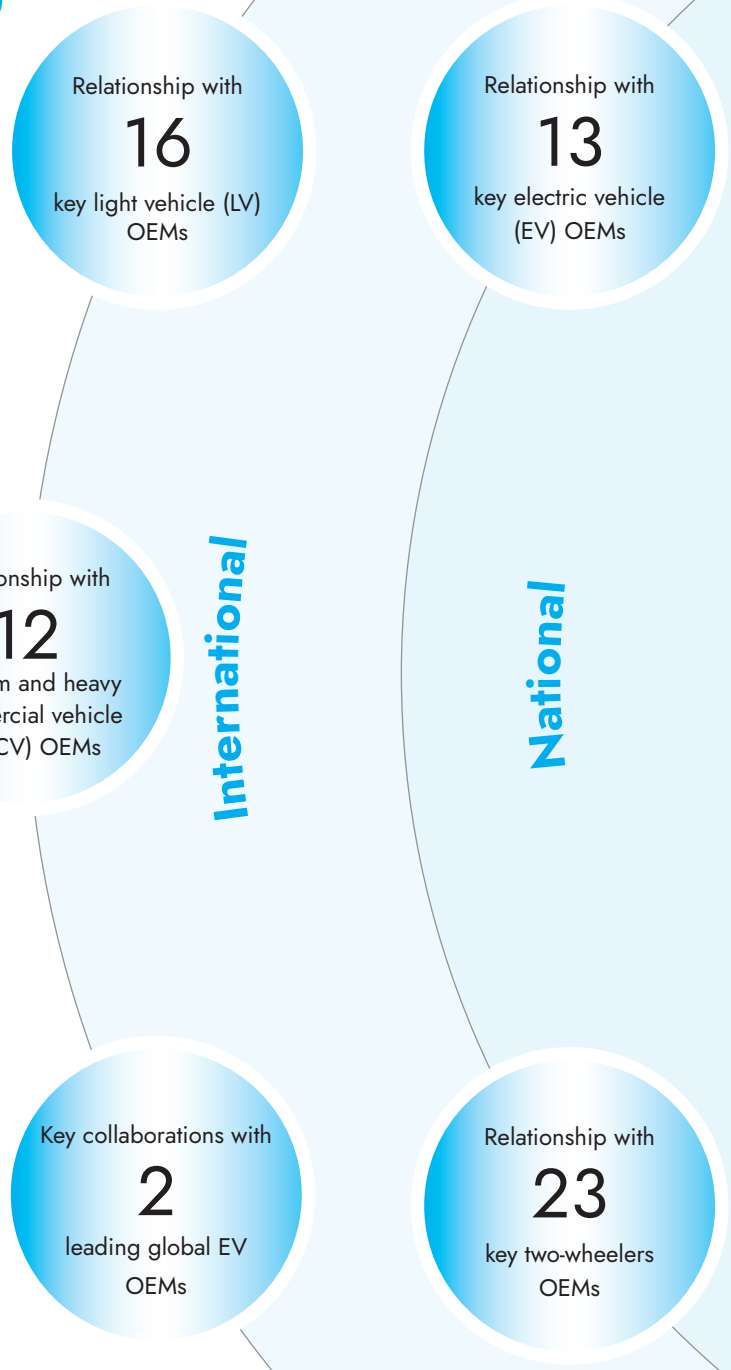 Relationship with
16
key light vehicle (LV)
OEMs
Relationship with
13
key electric vehicle
(EV) OEMs
with
12
and heavy
vehicle
OEMs
International
National
Key collaborations with
2
leading global EV
OEMs
Relationship with
23
key two-wheelers
OEMs